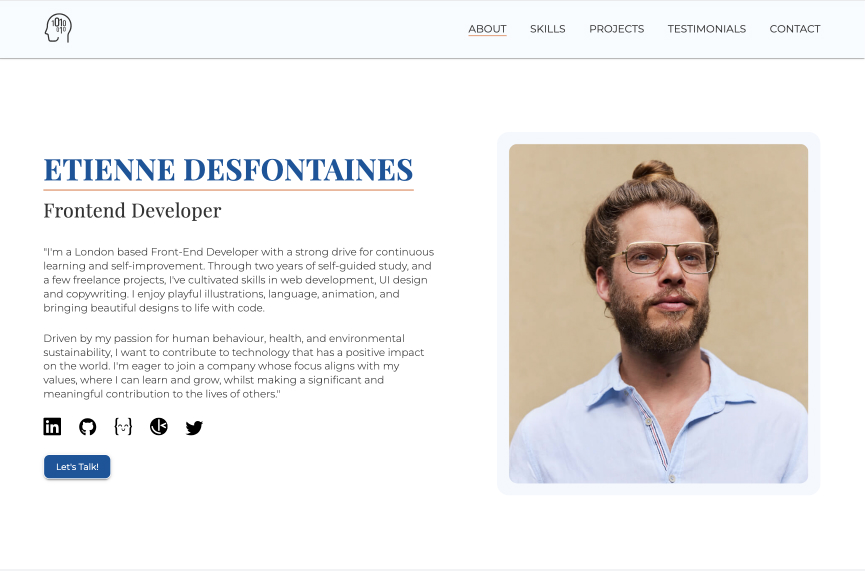 1010
010
ABOUT SKILLS PROJECTS TESTIMONIALS CONTACT
ETIENNE DESFONTAINES
Frontend Developer
"I'm a London based Front-End Developer with a strong drive for continuous
learning and self-improvement. Through two years of self-guided study, and
a few freelance projects, I've cultivated skills in web development, UI design
and copywriting. I enjoy playful illustrations, language, animation, and
bringing beautiful designs to life with code.
Driven by my passion for human behaviour, health, and environmental
sustainability, I want to contribute to technology that has a positive impact
on the world. I'm eager to join a company whose focus aligns with my
values, where I can learn and grow, whilst making a significant and
meaningful contribution to the lives of others."
in
Let's Talk!